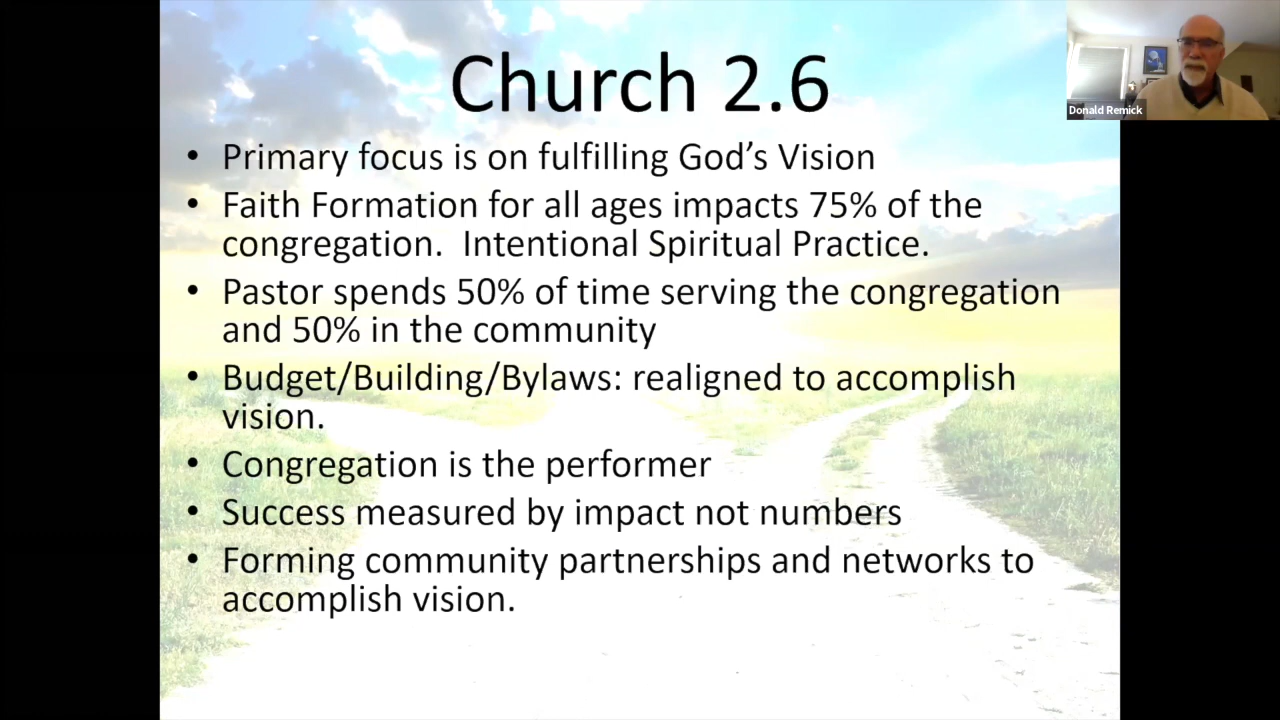 Church 2.6
• Primary focus is on fulfilling God’s Vision
• Faith Formation for all ages impacts 75% of the
congregation.  Intentional Spiritual Practice.
• Pastor spends 50% of time serving the congregation
and 50% in the community
• Budget/Building/Bylaws: realigned to accomplish
vision.
• Congregation is the performer
• Success measured by impact not numbers
• Forming community partnerships and networks to
accomplish vision.
Donald Remick